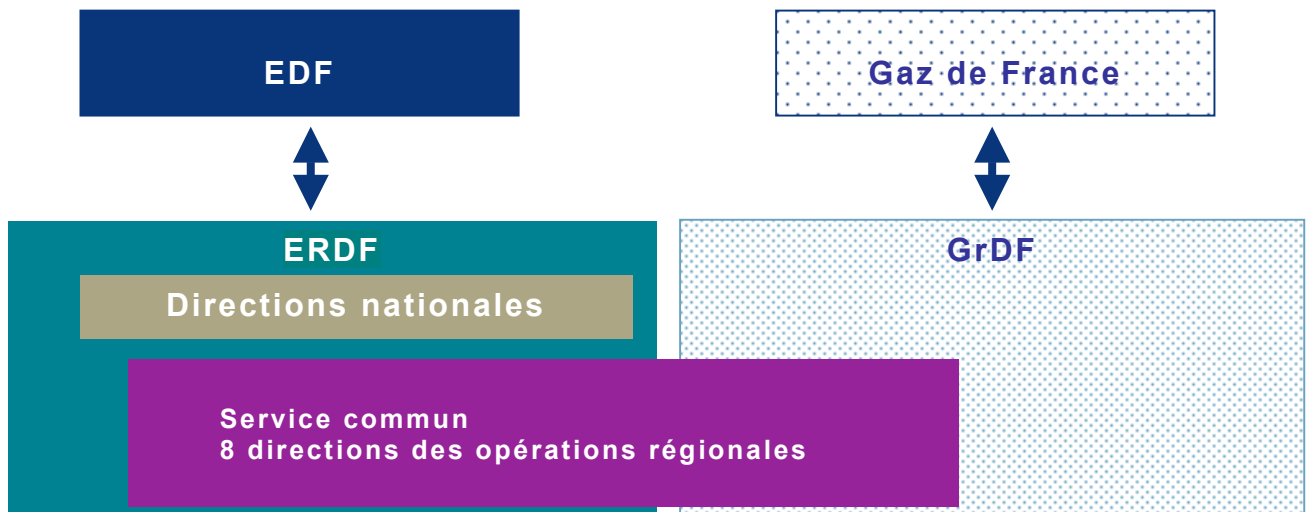 EDF
Gaz de France
ERDF
GrDF
Directions nationales
Service commun
8 directions des opérations régionales